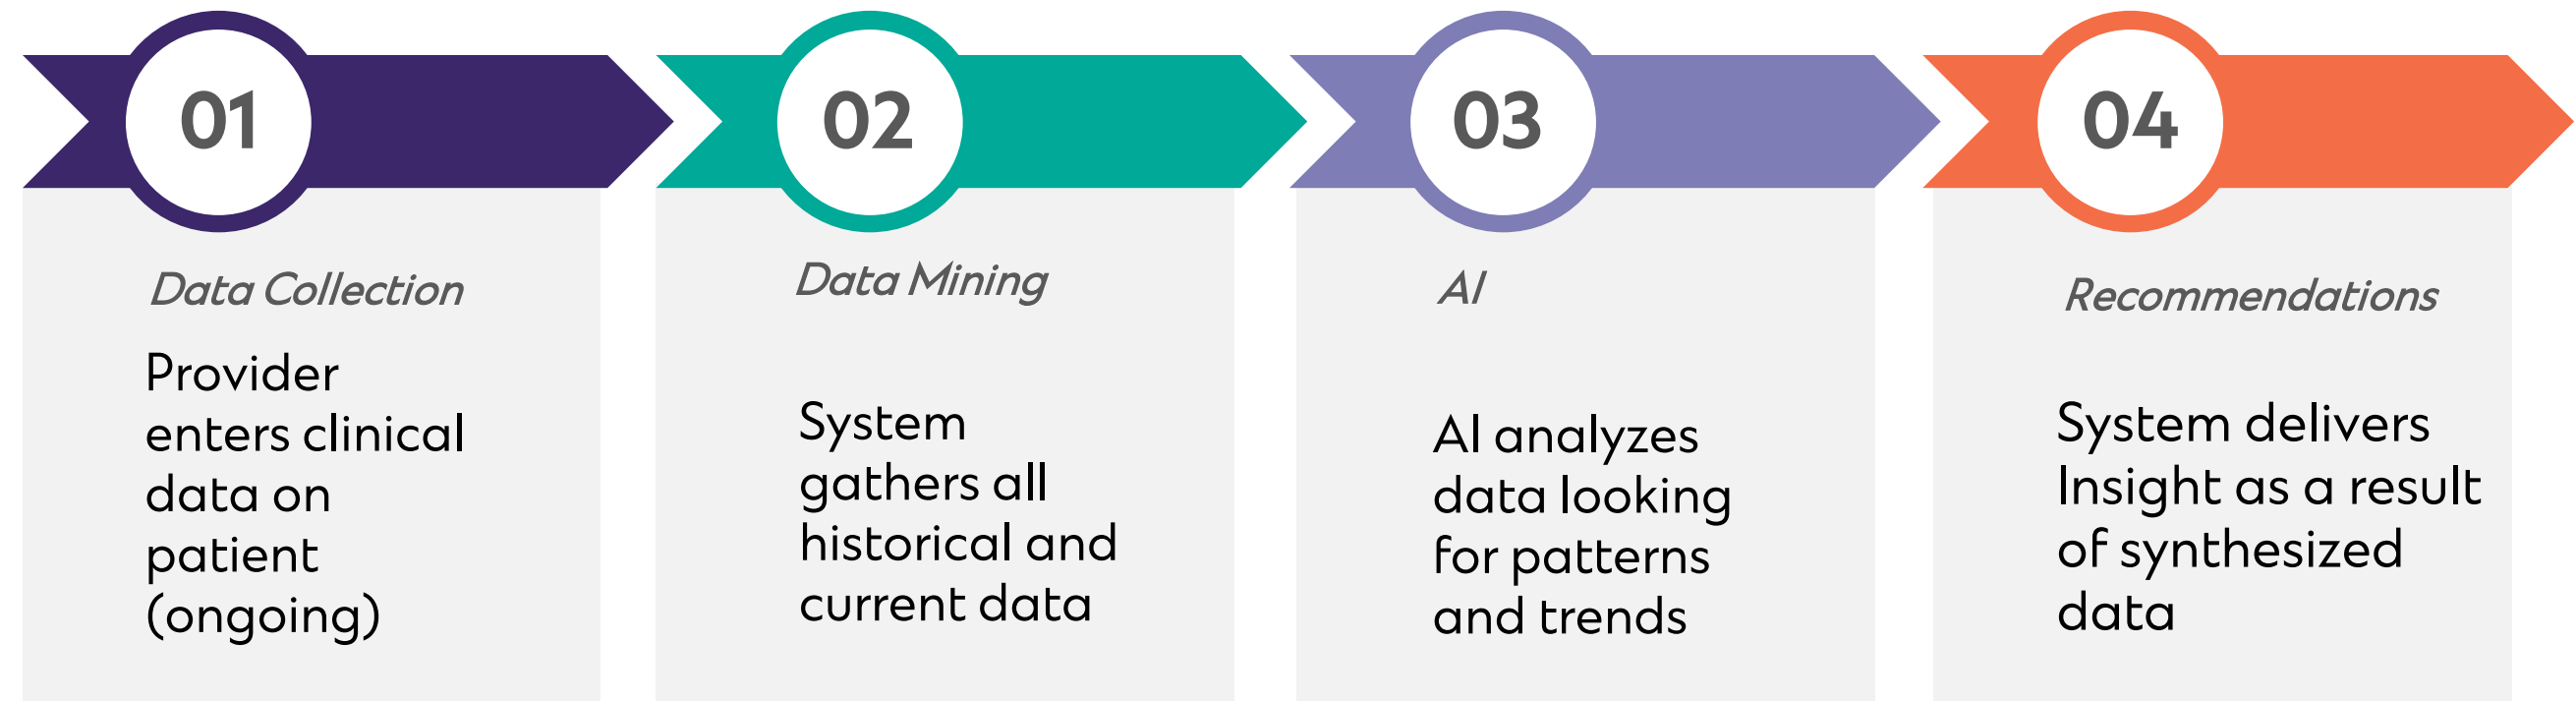 01
Data Collection
Provider
enters clinical
data on
patient
(ongoing)
02
Data Mining
System
gathers all
historical and
current data
03
AI
AI analyzes
data looking
for patterns
and trends
04
Recommendations
System delivers
Insight as a result
of synthesized
data